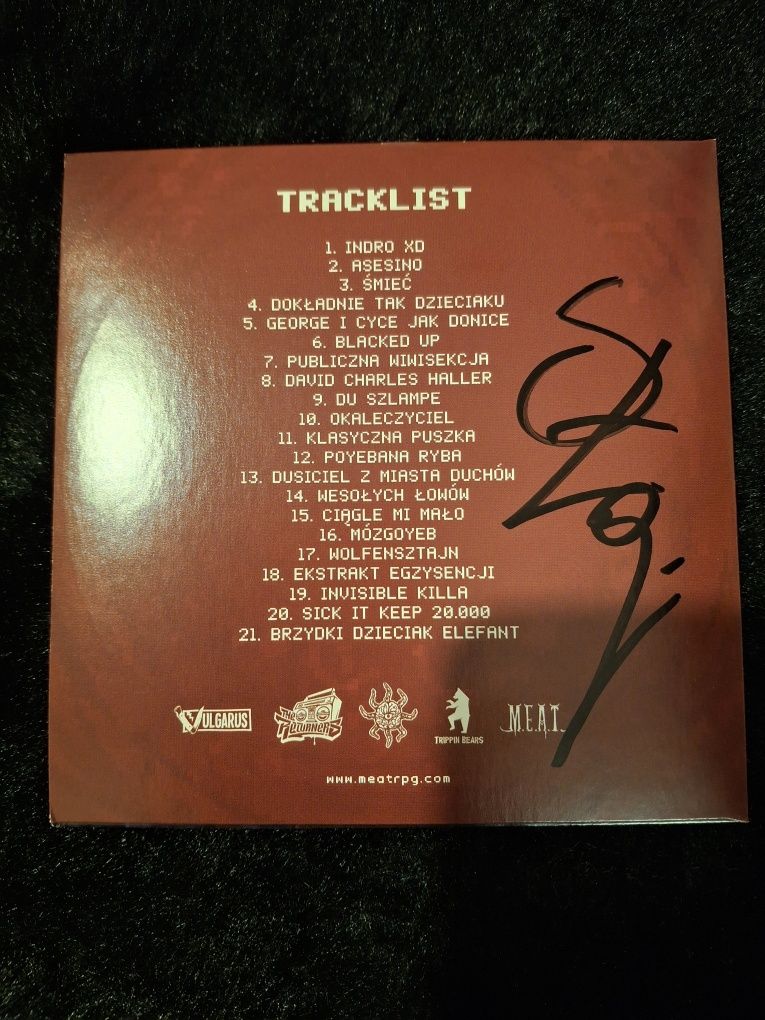 TRACKLIST
1. INDRO XD
2. ASESINO
3. ŚMIEĆ
4. DOKŁADNIE TAK DZIECIAKU
5. GEORGE I CYCE JAK DONICE
6. BLACKED UP
7. PUBLICZNA WIWISEKCJA
8. DAVID CHARLES HALLER
9. DU SZLAMPE
10. OKALECZYCIEL
11. KLASYCZNA PUSZKA
12. POYEBANA RYBA
13. DUSICIEL Z MIASTA DUCHÓW
14. WESOŁYCH ŁOWÓW
15. CIĄGLE MI MAŁO
16. MÓZGOYEB
17. WOLFENSZTAJN
18. EKSTRAKT EGZYSENCJI
19. INVISIBLE KILLA
20. SICK IT KEEP 20.000
21. BRZYDKI DZIECIAK ELEFANT
VULGARUS THE RETURNERS TRIPPIN BEARS M.E.A.T.
www.meatrpg.com